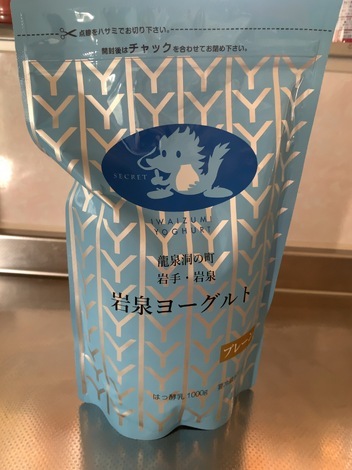 点線をハサミでお切り下さい。
開封後はチャックを合わせてお閉め下さい。
SECRET
IWAIZUMI
YOGHURT
龍泉洞の町
岩手・岩泉
岩泉ヨーグルト
プレーン
はっ酵乳 1000g